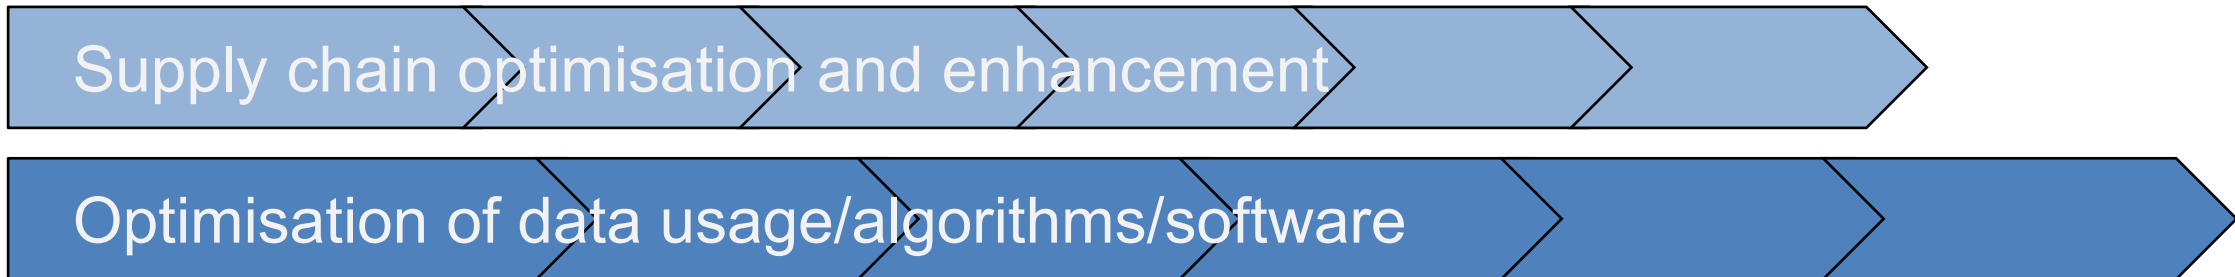 Supply chain optimisation and enhancement
Optimisation of data usage/algorithms/software